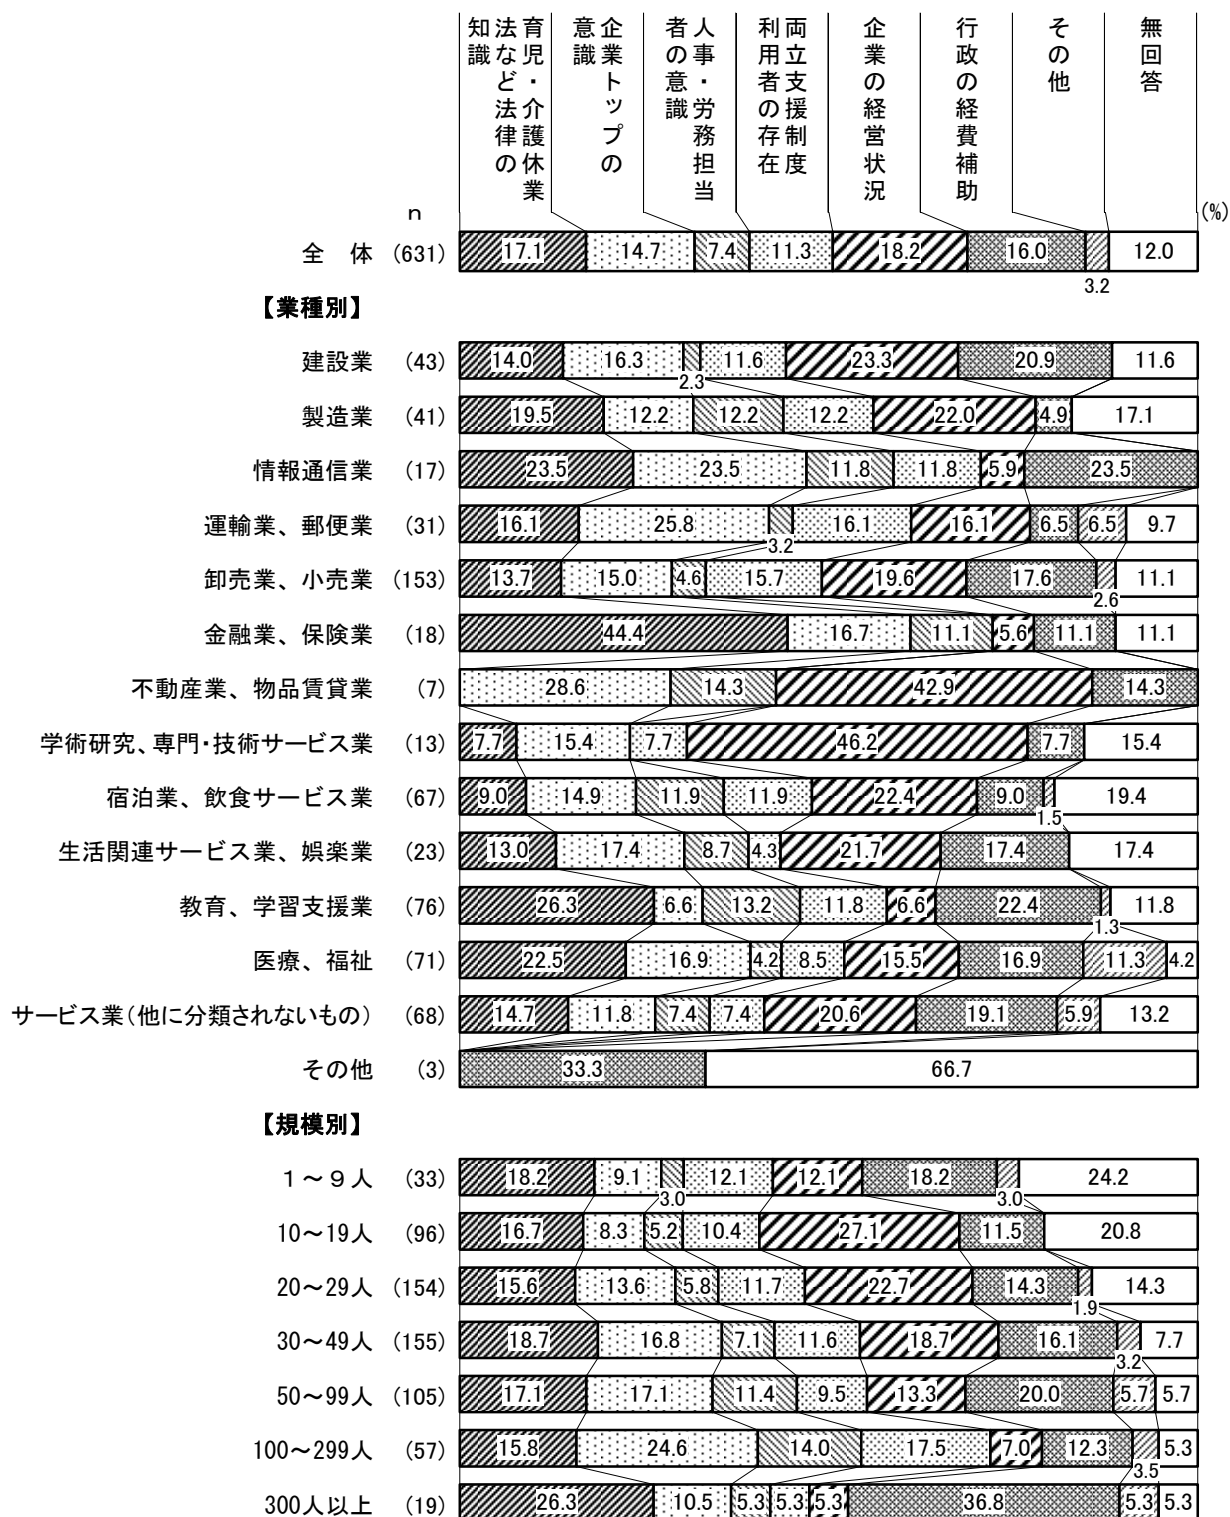 育児・介護休業
法など法律の
知識
企業トップの
意識
人事・労務担当
者の意識
両立支援制度
利用者の存在
企業の経営状況
行政の経費補助
その他
無回答
n
(%)
全　体 (631) 17.1 14.7 7.4 11.3 18.2 16.0 3.2 12.0
【業種別】
建設業 (43) 14.0 16.3 2.3 11.6 23.3 20.9 11.6
製造業 (41) 19.5 12.2 12.2 12.2 22.0 4.9 17.1
情報通信業 (17) 23.5 23.5 11.8 11.8 5.9 23.5
運輸業、郵便業 (31) 16.1 25.8 3.2 16.1 16.1 6.5 6.5 9.7
卸売業、小売業 (153) 13.7 15.0 4.6 15.7 19.6 17.6 2.6 11.1
金融業、保険業 (18) 44.4 16.7 11.1 5.6 11.1 11.1
不動産業、物品賃貸業 (7) 28.6 14.3 42.9 14.3
学術研究、専門・技術サービス業 (13) 7.7 15.4 7.7 46.2 7.7 15.4
宿泊業、飲食サービス業 (67) 9.0 14.9 11.9 11.9 22.4 9.0 1.5 19.4
生活関連サービス業、娯楽業 (23) 13.0 17.4 8.7 4.3 21.7 17.4 17.4
教育、学習支援業 (76) 26.3 6.6 13.2 11.8 6.6 22.4 1.3 11.8
医療、福祉 (71) 22.5 16.9 4.2 8.5 15.5 16.9 11.3 4.2
サービス業(他に分類されないもの) (68) 14.7 11.8 7.4 7.4 20.6 19.1 5.9 13.2
その他 (3) 33.3 66.7
【規模別】
１～９人 (33) 18.2 9.1 3.0 12.1 12.1 18.2 3.0 24.2
10～19人 (96) 16.7 8.3 5.2 10.4 27.1 11.5 20.8
20～29人 (154) 15.6 13.6 5.8 11.7 22.7 14.3 1.9 14.3
30～49人 (155) 18.7 16.8 7.1 11.6 18.7 16.1 3.2 7.7
50～99人 (105) 17.1 17.1 11.4 9.5 13.3 20.0 5.7 5.7
100～299人 (57) 15.8 24.6 14.0 17.5 7.0 12.3 3.5 5.3
300人以上 (19) 26.3 10.5 5.3 5.3 5.3 36.8 5.3 5.3